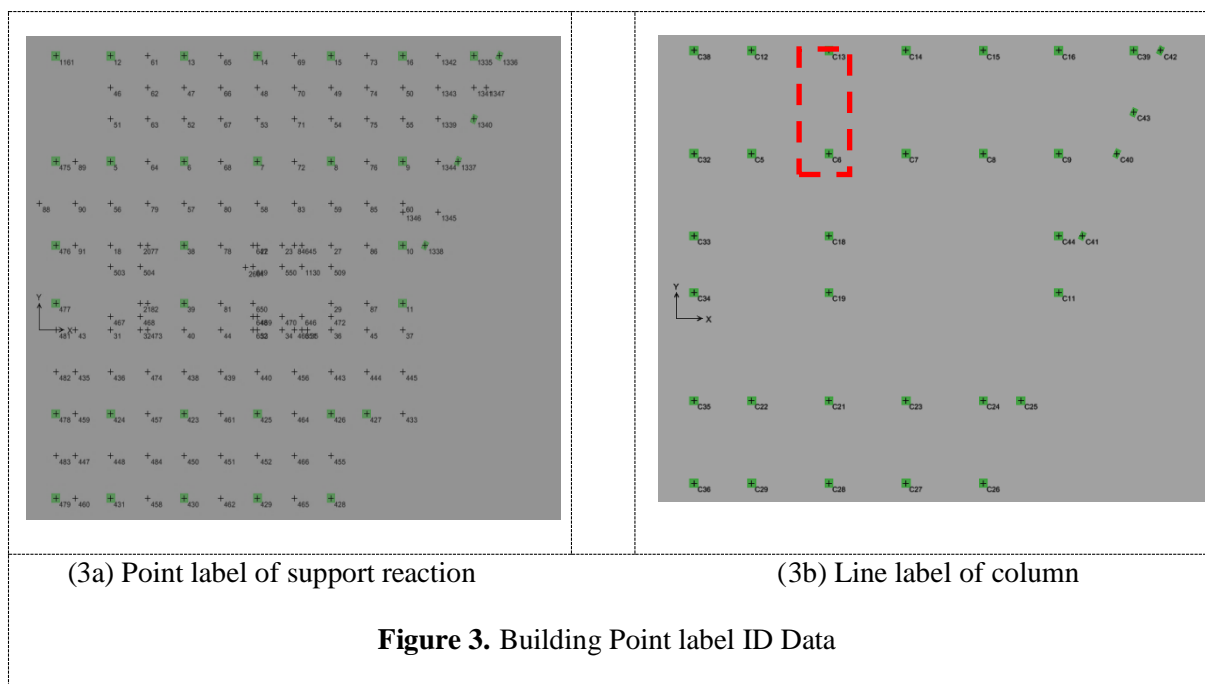 1161 12 61 13 65 14 69 15 73 16 1342 1335 1336
46 62 47 66 48 70 49 74 50 1343 1341 1347
51 63 52 67 53 71 54 75 55 1339 1340
475 89 5 64 6 68 7 72 8 76 9 1344 1337
88 90 56 79 57 80 58 83 59 85 60
1346 1345
476 91 18 2077 38 78 23 84645 27 86 10 1338
503 504 550 1130 509
477 2182 39 81 650 29 87 11
467 468 470 646 472
Y
X
481 43 31 32473 40 44 34 36 45 37
482 435 436 474 438 439 440 456 443 444 445
478 459 424 457 423 461 425 464 426 427 433
483 447 448 484 450 451 452 466 455
479 460 431 458 430 462 429 465 428
C38 C12 C13 C14 C15 C16 C39 C42
C43
C32 C5 C6 C7 C8 C9 C40
C33 C18 C44 C41
C34 C19 C11
Y
X
C35 C22 C21 C23 C24 C25
C36 C29 C28 C27 C26
(3a) Point label of support reaction
(3b) Line label of column
Figure 3. Building Point label ID Data